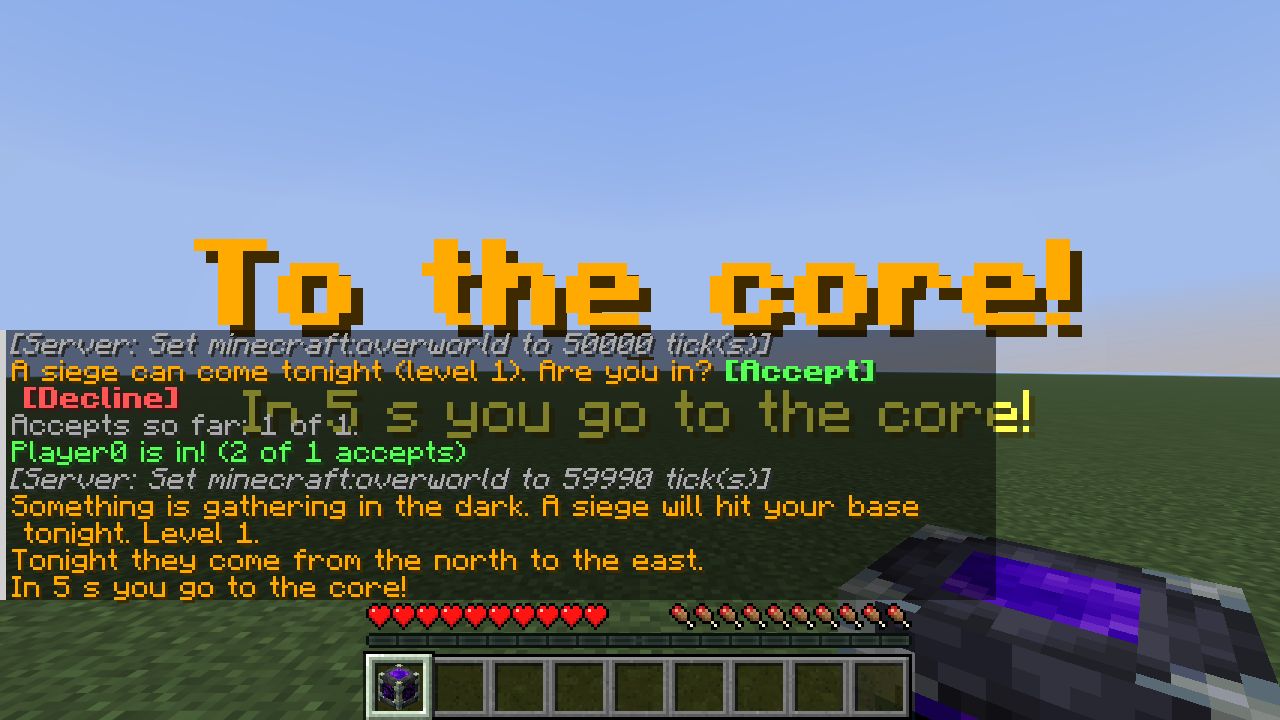 To the core!
[Server: Set minecraft:overworld to 50000 tick(s)]
A siege can come tonight (level 1). Are you in? [Accept]
[Decline]
In 5 s you go to the core!
Accepts so far: 1 of 1.
Player0 is in! (2 of 1 accepts)
[Server: Set minecraft:overworld to 59990 tick(s)]
Something is gathering in the dark. A siege will hit your base
tonight. Level 1.
Tonight they come from the north to the east.
In 5 s you go to the core!